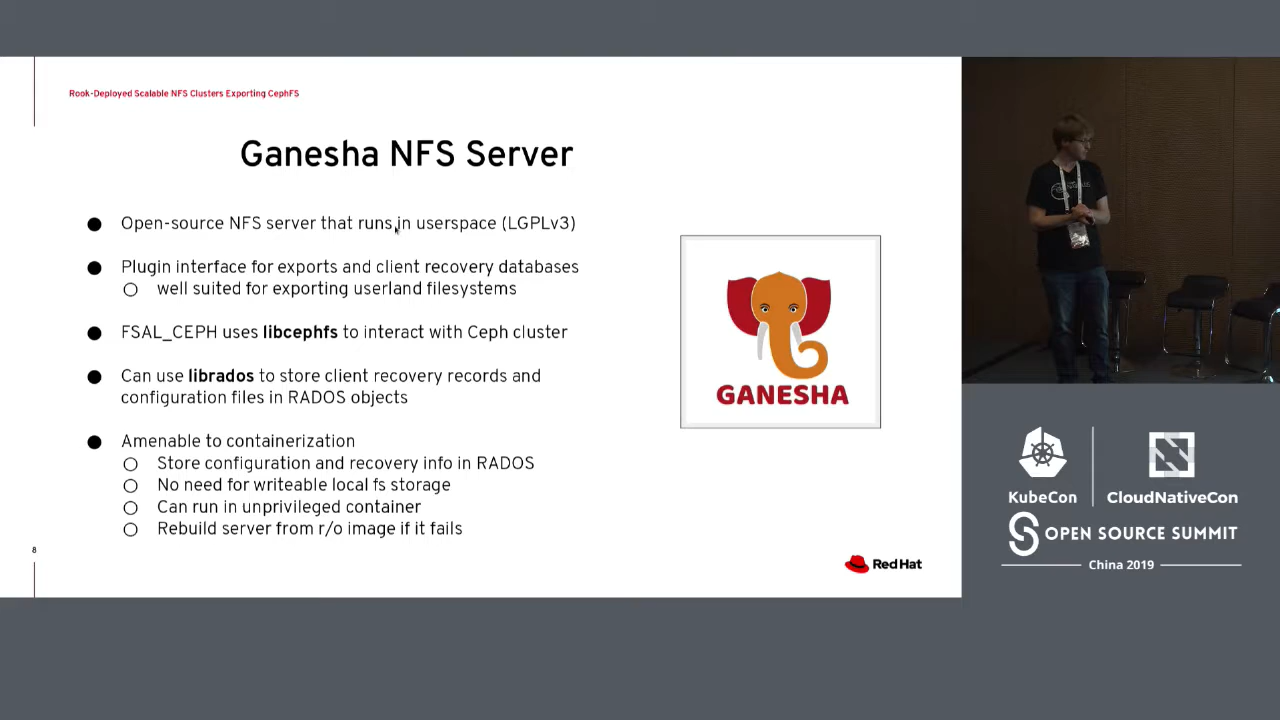 Rook-Deployed Scalable NFS Clusters Exporting CephFS
Ganesha NFS Server
● Open-source NFS server that runs in userspace (LGPLv3)
● Plugin interface for exports and client recovery databases
○ well suited for exporting userland filesystems
● FSAL_CEPH uses libcephfs to interact with Ceph cluster
● Can use librados to store client recovery records and
configuration files in RADOS objects
● Amenable to containerization
○ Store configuration and recovery info in RADOS
○ No need for writeable local fs storage
○ Can run in unprivileged container
○ Rebuild server from r/o image if it fails
GANESHA
8
Red Hat
KubeCon
CloudNativeCon
OPEN SOURCE SUMMIT
China 2019